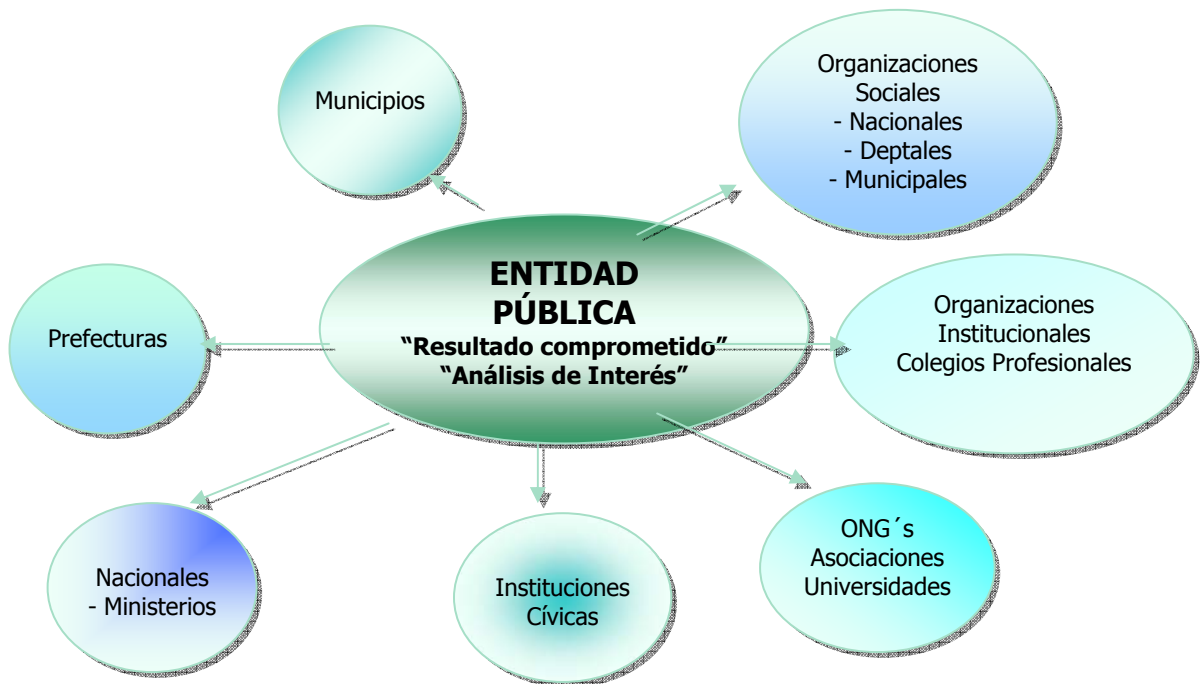 Municipios
Organizaciones
Sociales
- Nacionales
- Deptales
- Municipales
ENTIDAD
PÚBLICA
“Resultado comprometido”
“Análisis de Interés”
Prefecturas
Organizaciones
Institucionales
Colegios Profesionales
Nacionales
- Ministerios
Instituciones
Cívicas
ONG´s
Asociaciones
Universidades